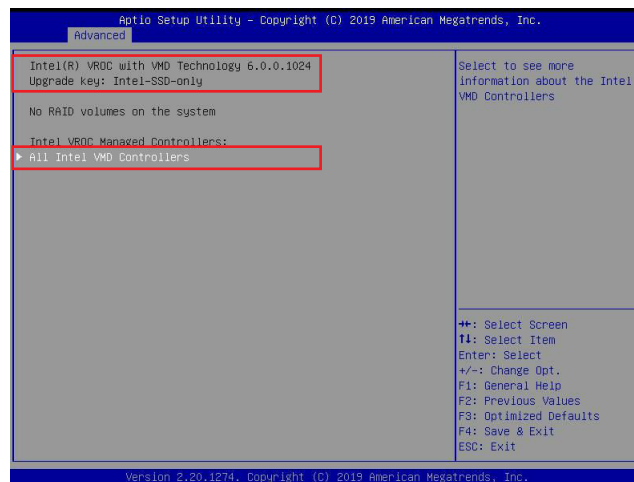 Aptio Setup Utility – Copyright (C) 2019 American Megatrends, Inc.
Advanced
Intel(R) VROC with VMD Technology 6.0.0.1024
Upgrade key: Intel-SSD-only
No RAID volumes on the system
Intel VROC Managed Controllers:
▶ All Intel VMD Controllers
Select to see more
information about the Intel
VMD Controllers
→←: Select Screen
↑↓: Select Item
Enter: Select
+/-: Change Opt.
F1: General Help
F2: Previous Values
F3: Optimized Defaults
F4: Save & Exit
ESC: Exit
Version 2.20.1274. Copyright (C) 2019 American Megatrends, Inc.